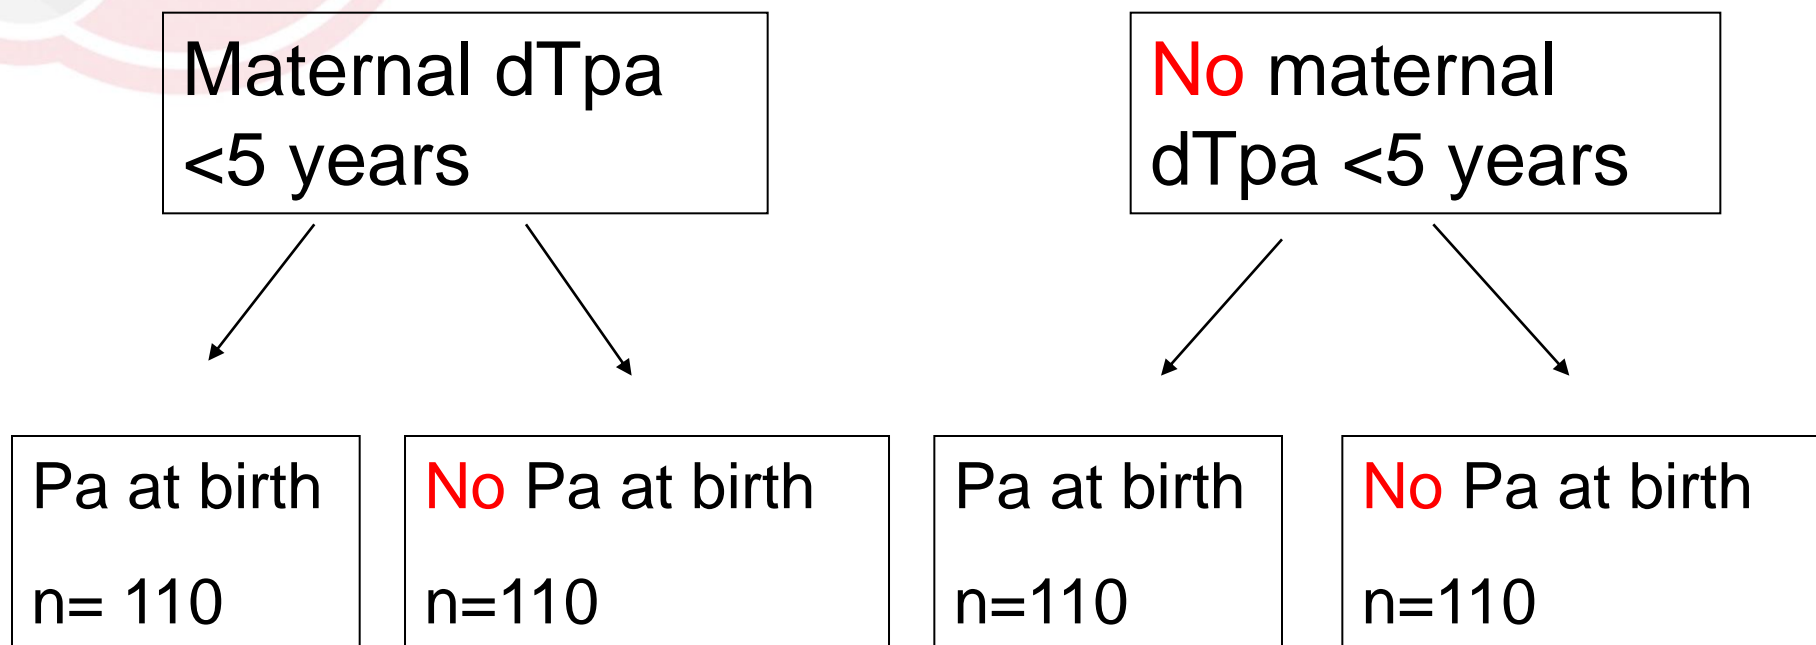 Maternal dTpa
<5 years
No maternal
dTpa <5 years
Pa at birth
n= 110
No Pa at birth
n=110
Pa at birth
n=110
No Pa at birth
n=110